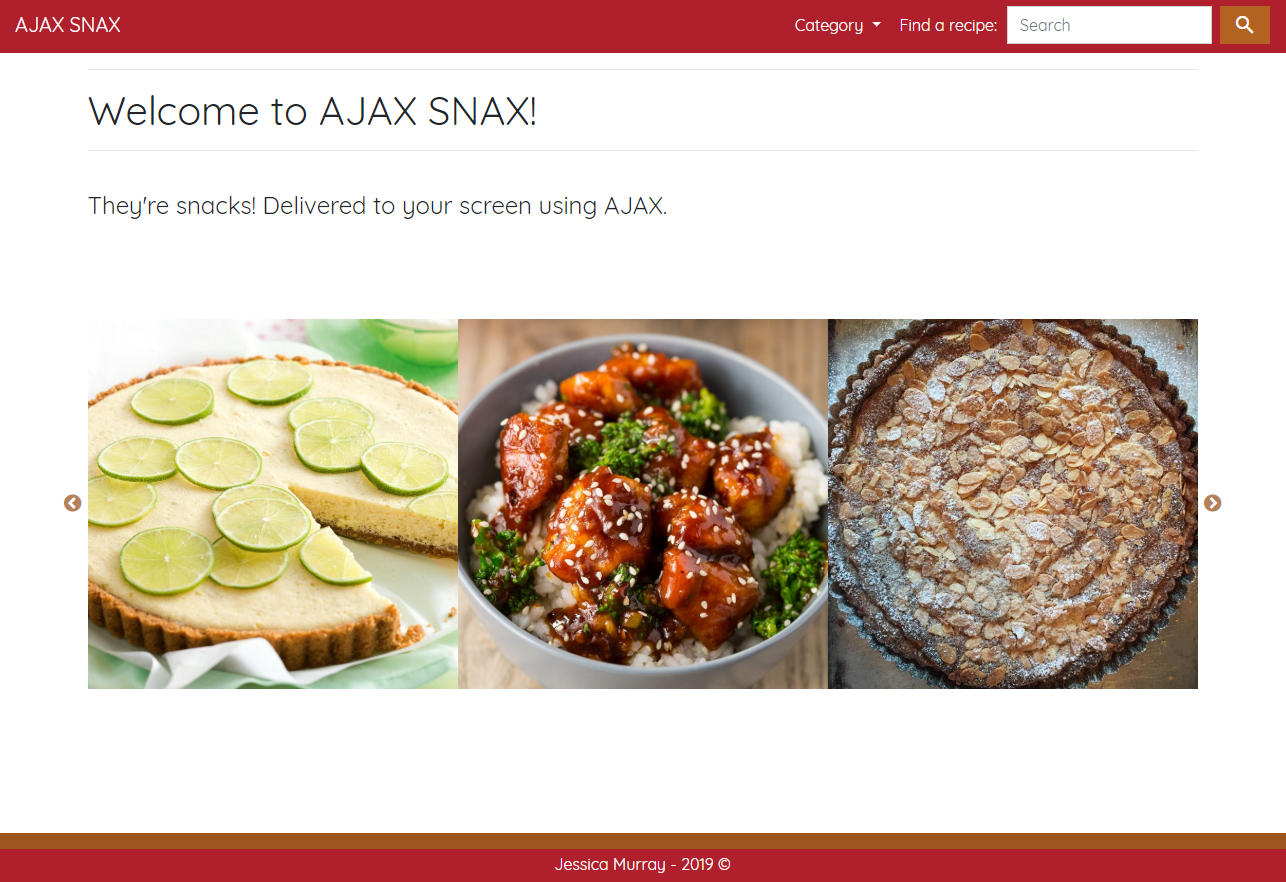 AJAX SNAX
Category
Find a recipe:
Search
Welcome to AJAX SNAX!
They're snacks! Delivered to your screen using AJAX.
Jessica Murray - 2019 ©